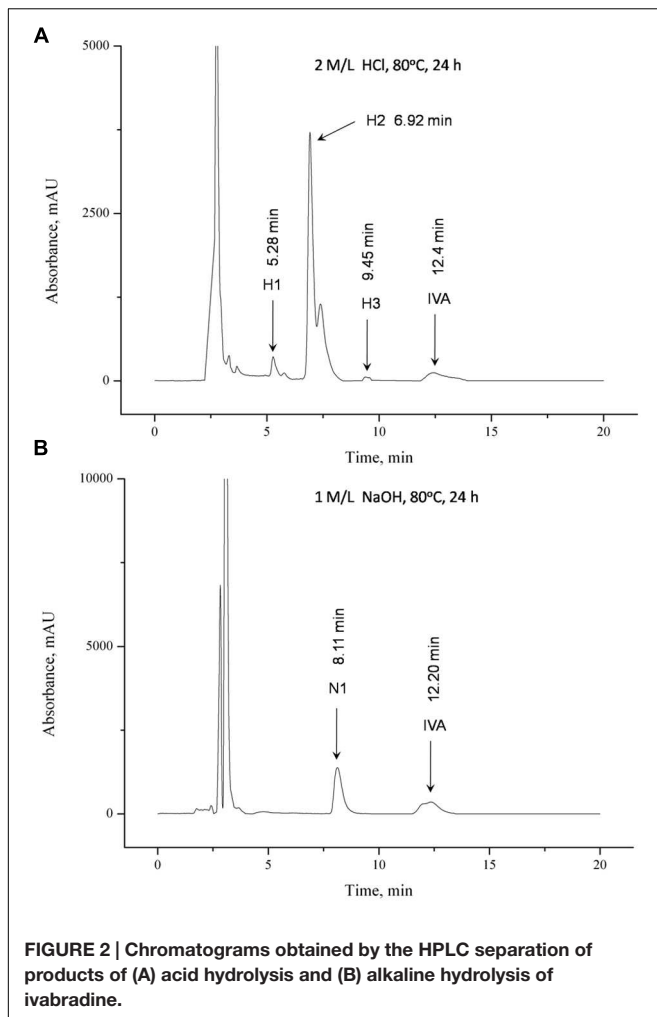 A
5000
2 M/L HCl, 80°C, 24 h
H2 6.92 min
2500
Absorbance, mAU
5.28 min
H1
9.45 min
H3
12.4 min
IVA
0
0 5 10 15 20
Time, min
B
10000
1 M/L NaOH, 80°C, 24 h
Absorbance, mAU
5000
8.11 min
N1
12.20 min
IVA
0
0 5 10 15 20
Time, min
FIGURE 2 | Chromatograms obtained by the HPLC separation of
products of (A) acid hydrolysis and (B) alkaline hydrolysis of
ivabradine.